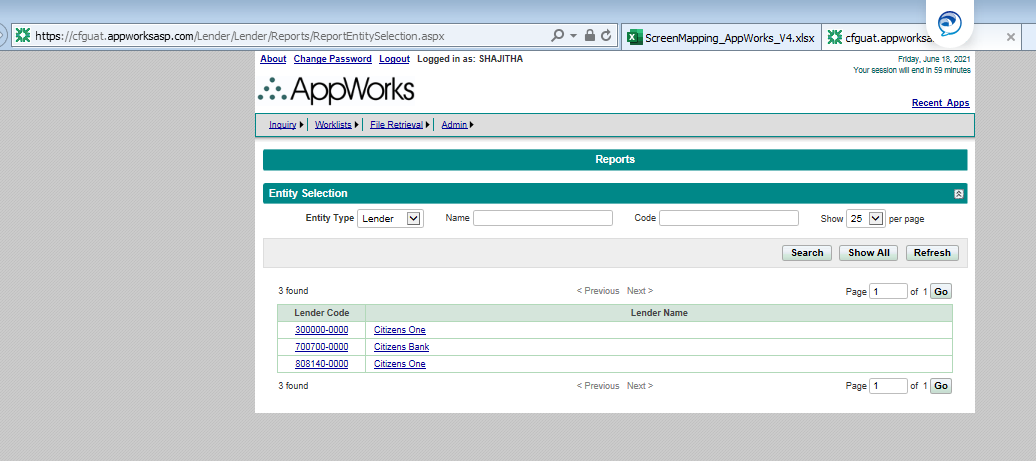 https://cfguat.appworksasp.com/Lender/Lender/Reports/ReportEntitySelection.aspx
ScreenMapping_AppWorks_V4.xlsx
cfguat.appworksa
About Change Password Logout Logged in as: SHAJITHA
Friday, June 18, 2021
Your session will end in 59 minutes
AppWorks
Recent Apps
Inquiry Worklists File Retrieval Admin
Reports
Entity Selection
Entity Type Lender Name Code Show 25 per page
Search Show All Refresh
3 found < Previous Next > Page 1 of 1 Go
Lender Code Lender Name
300000-0000 Citizens One
700700-0000 Citizens Bank
808140-0000 Citizens One
3 found < Previous Next > Page 1 of 1 Go